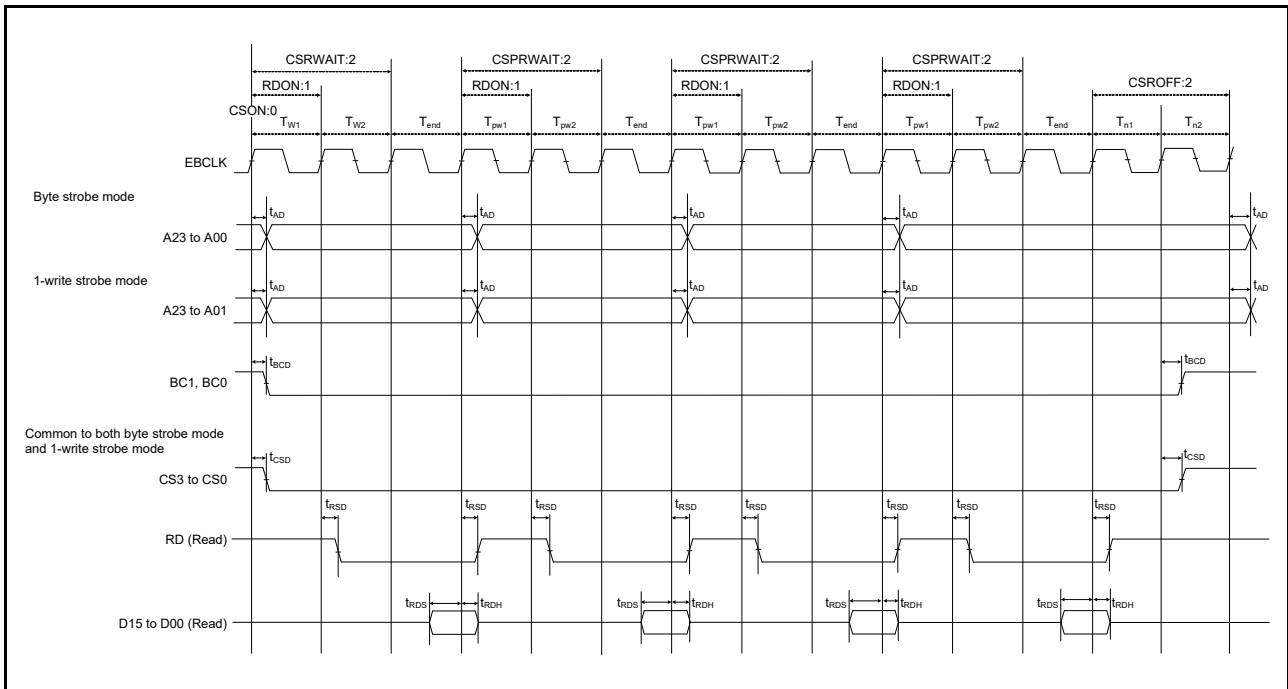 CSRWAIT:2 CSPRWAIT:2 CSPRWAIT:2 CSPRWAIT:2
RDON:1 RDON:1 RDON:1 RDON:1 CSROFF:2
CSON:0
TW1 TW2 Tend Tpw1 Tpw2 Tend Tpw1 Tpw2 Tend Tpw1 Tpw2 Tend Tn1 Tn2
EBCLK
Byte strobe mode
tAD tAD tAD tAD tAD
A23 to A00
1-write strobe mode
tAD tAD tAD tAD tAD
A23 to A01
tBCD tBCD
BC1, BC0
Common to both byte strobe mode
and 1-write strobe mode
tCSD tCSD
CS3 to CS0
tRSD tRSD tRSD tRSD tRSD tRSD tRSD tRSD
RD (Read)
tRDS tRDH tRDS tRDH tRDS tRDH tRDS tRDH
D15 to D00 (Read)